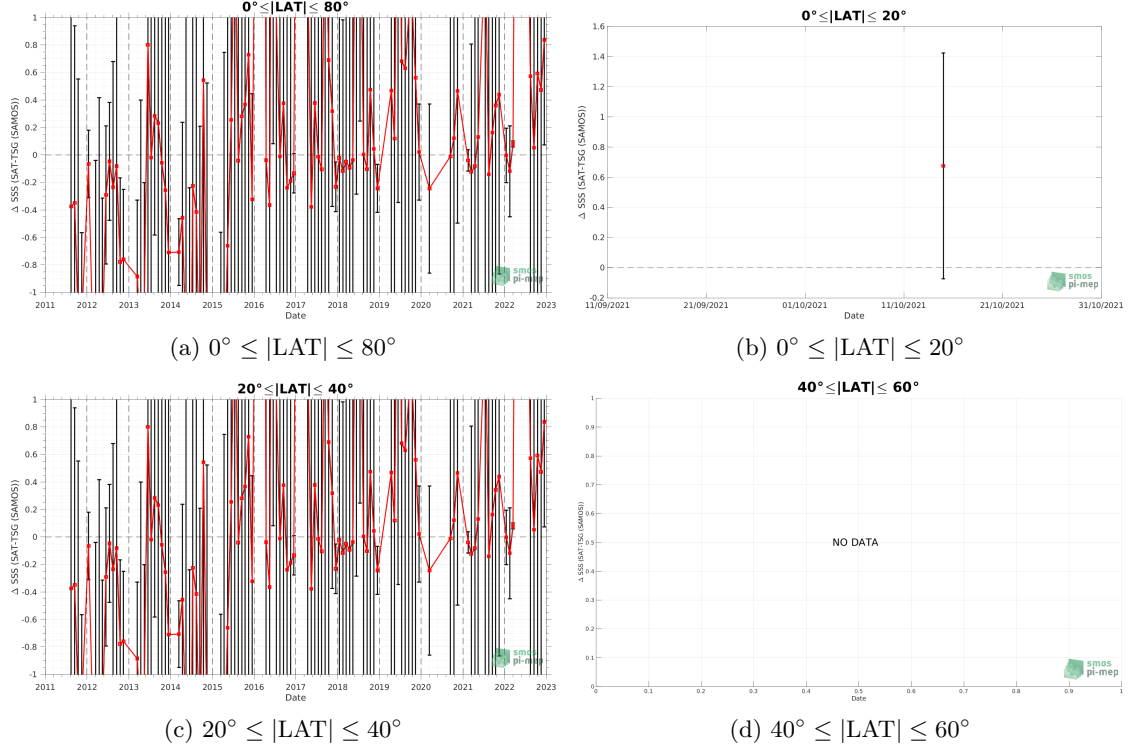 0°≤|LAT|≤ 80°
Δ SSS (SAT-TSG (SAMOS))
1
0.8
0.6
0.4
0.2
0
-0.2
-0.4
-0.6
-0.8
-1
2011 2012 2013 2014 2015 2016 2017 2018 2019 2020 2021 2022 2023
Date
smos
pi-mep
(a) 0° ≤ |LAT| ≤ 80°
0°≤|LAT|≤ 20°
Δ SSS (SAT-TSG (SAMOS))
1.6
1.4
1.2
1
0.8
0.6
0.4
0.2
0
-0.2
11/09/2021 21/09/2021 01/10/2021 11/10/2021 21/10/2021 31/10/2021
Date
smos
pi-mep
(b) 0° ≤ |LAT| ≤ 20°
20°≤|LAT|≤ 40°
Δ SSS (SAT-TSG (SAMOS))
1
0.8
0.6
0.4
0.2
0
-0.2
-0.4
-0.6
-0.8
-1
2011 2012 2013 2014 2015 2016 2017 2018 2019 2020 2021 2022 2023
Date
smos
pi-mep
(c) 20° ≤ |LAT| ≤ 40°
40°≤|LAT|≤ 60°
Δ SSS (SAT-TSG (SAMOS))
1
0.9
0.8
0.7
0.6
0.5
0.4
0.3
0.2
0.1
0
NO DATA
0 0.1 0.2 0.3 0.4 0.5 0.6 0.7 0.8 0.9 1
Date
smos
pi-mep
(d) 40° ≤ |LAT| ≤ 60°